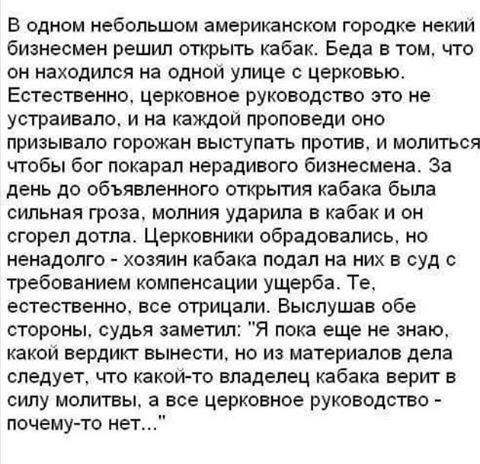 В одном небольшом американском городке некий
бизнесмен решил открыть кабак. Беда в том, что
он находился на одной улице с церковью.
Естественно, церковное руководство это не
устраивало, и на каждой проповеди оно
призывало горожан выступать против, и молиться
чтобы бог покарал нерадивого бизнесмена. За
день до объявленного открытия кабака была
сильная гроза, молния ударила в кабак и он
сгорел дотла. Церковники обрадовались, но
ненадолго - хозяин кабака подал на них в суд с
требованием компенсации ущерба. Те,
естественно, все отрицали. Выслушав обе
стороны, судья заметил: "Я пока еще не знаю,
какой вердикт вынести, но из материалов дела
следует, что какой-то владелец кабака верит в
силу молитвы, а все церковное руководство -
почему-то нет..."